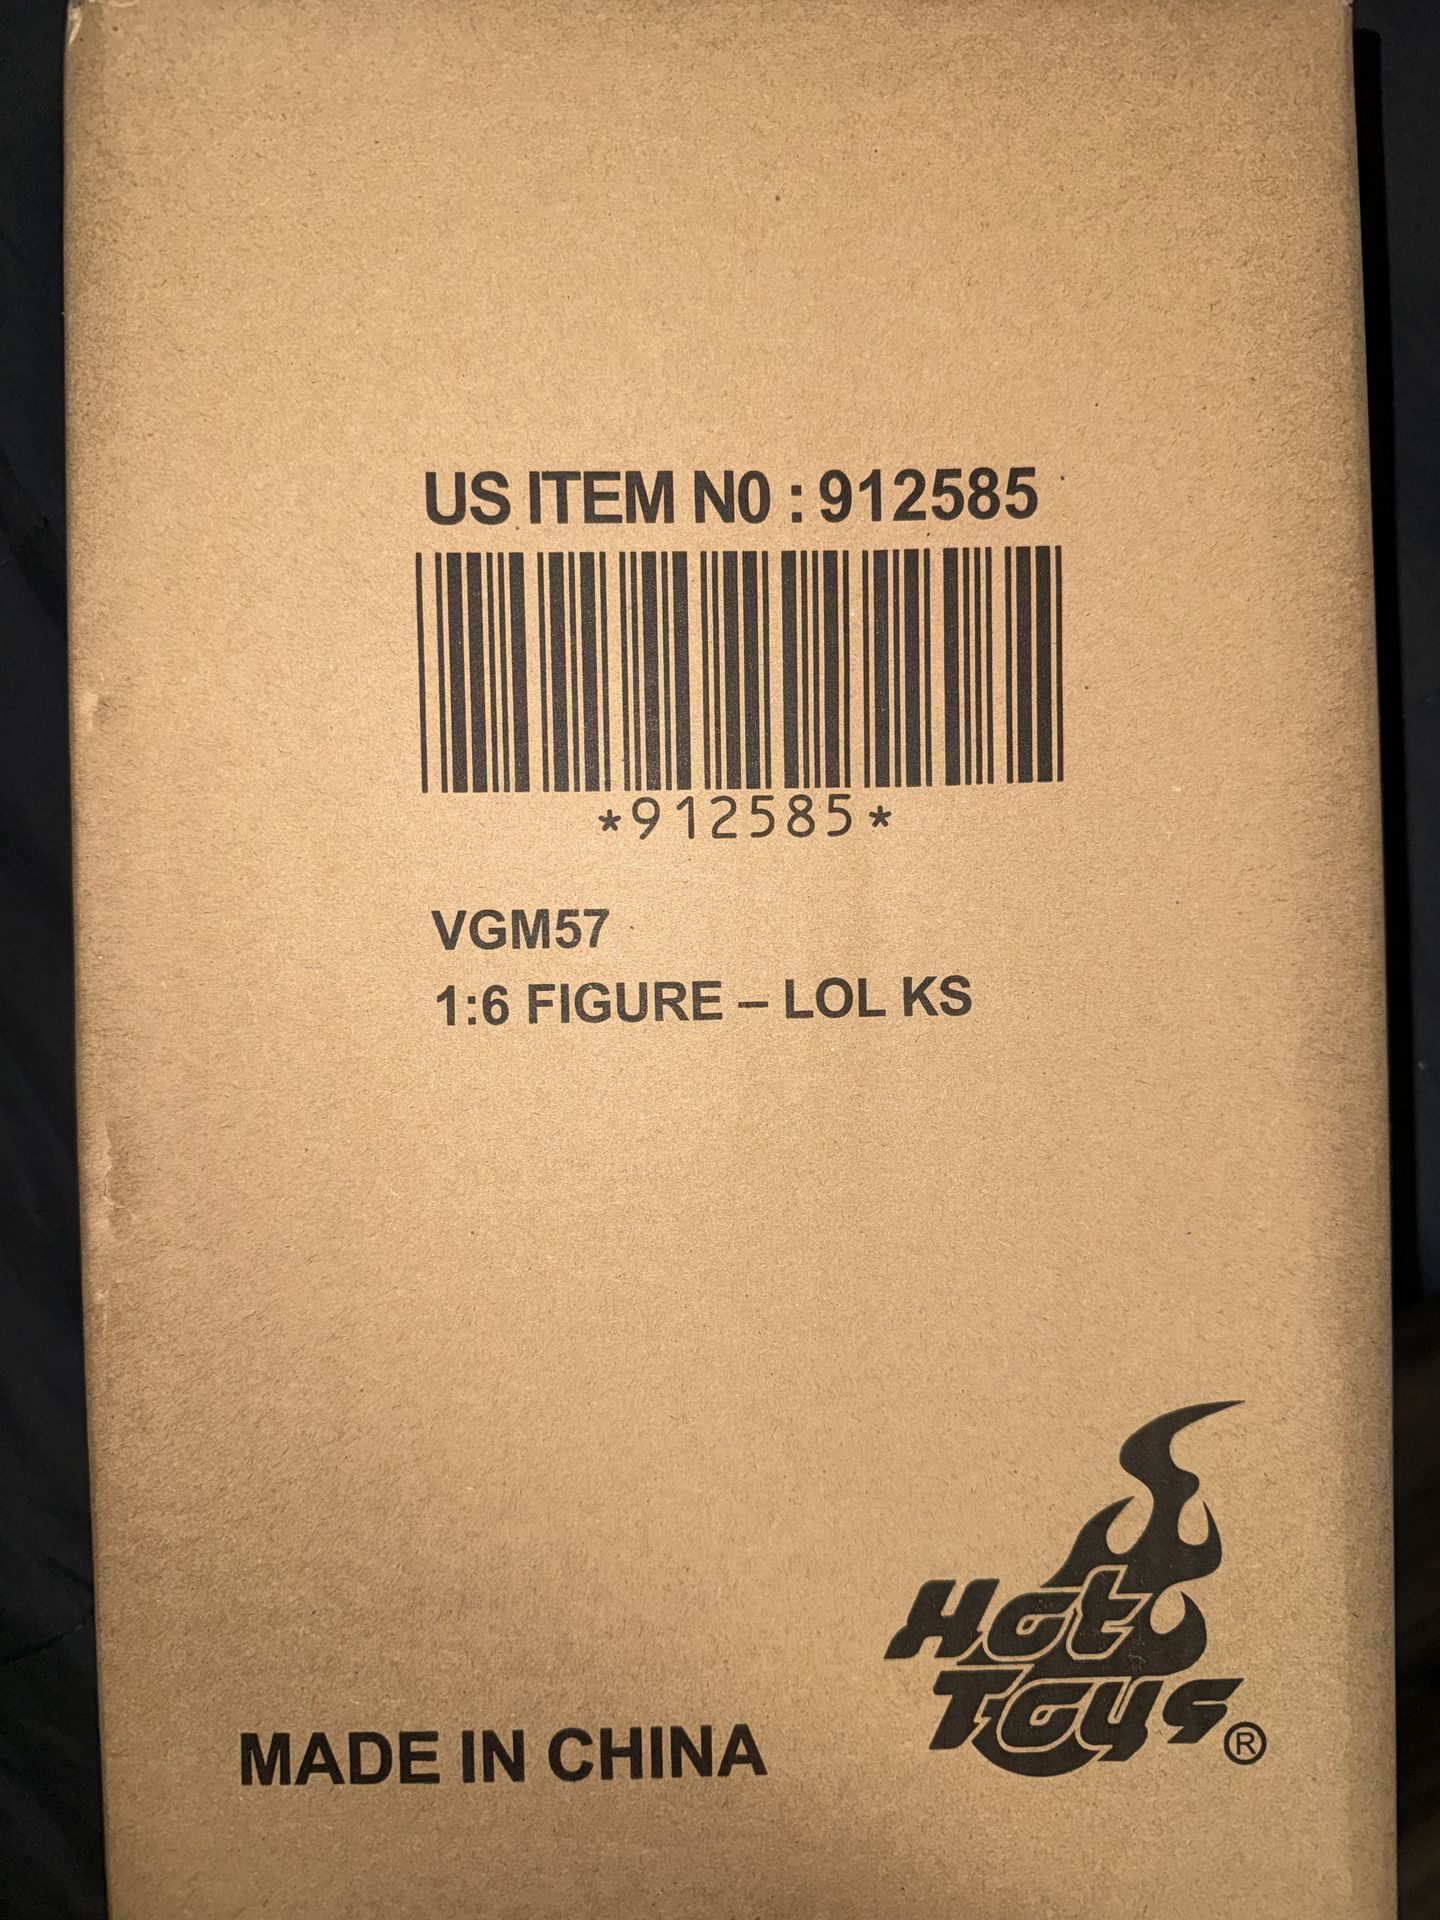 US ITEM N0 : 912585
*912585*
VGM57
1:6 FIGURE – LOL KS
Hot
Toys®
MADE IN CHINA